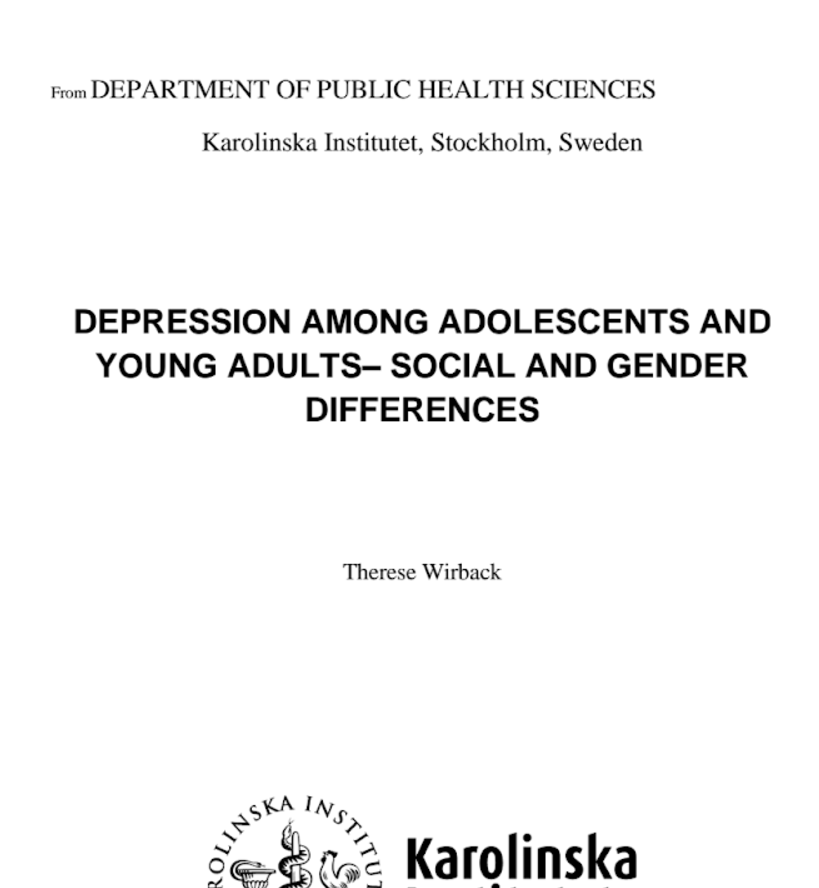 From DEPARTMENT OF PUBLIC HEALTH SCIENCES
Karolinska Institutet, Stockholm, Sweden
DEPRESSION AMONG ADOLESCENTS AND
YOUNG ADULTS– SOCIAL AND GENDER
DIFFERENCES
Therese Wirback
Karolinska